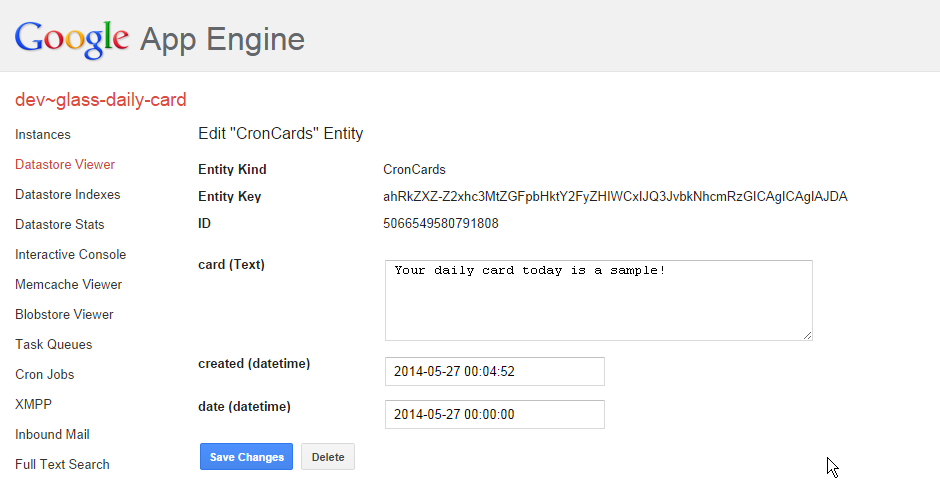 Google App Engine
dev~glass-daily-card
Instances
Datastore Viewer
Datastore Indexes
Datastore Stats
Interactive Console
Memcache Viewer
Blobstore Viewer
Task Queues
Cron Jobs
XMPP
Inbound Mail
Full Text Search
Edit "CronCards" Entity
Entity Kind CronCards
Entity Key ahRkZXZ-Z2xhc3MtZGFpbHktY2FyZHIWCxIJQ3JvbkNhcmRzGICAgICAgIAJDA
ID 5066549580791808
card (Text) Your daily card today is a sample!
created (datetime) 2014-05-27 00:04:52
date (datetime) 2014-05-27 00:00:00
Save Changes Delete